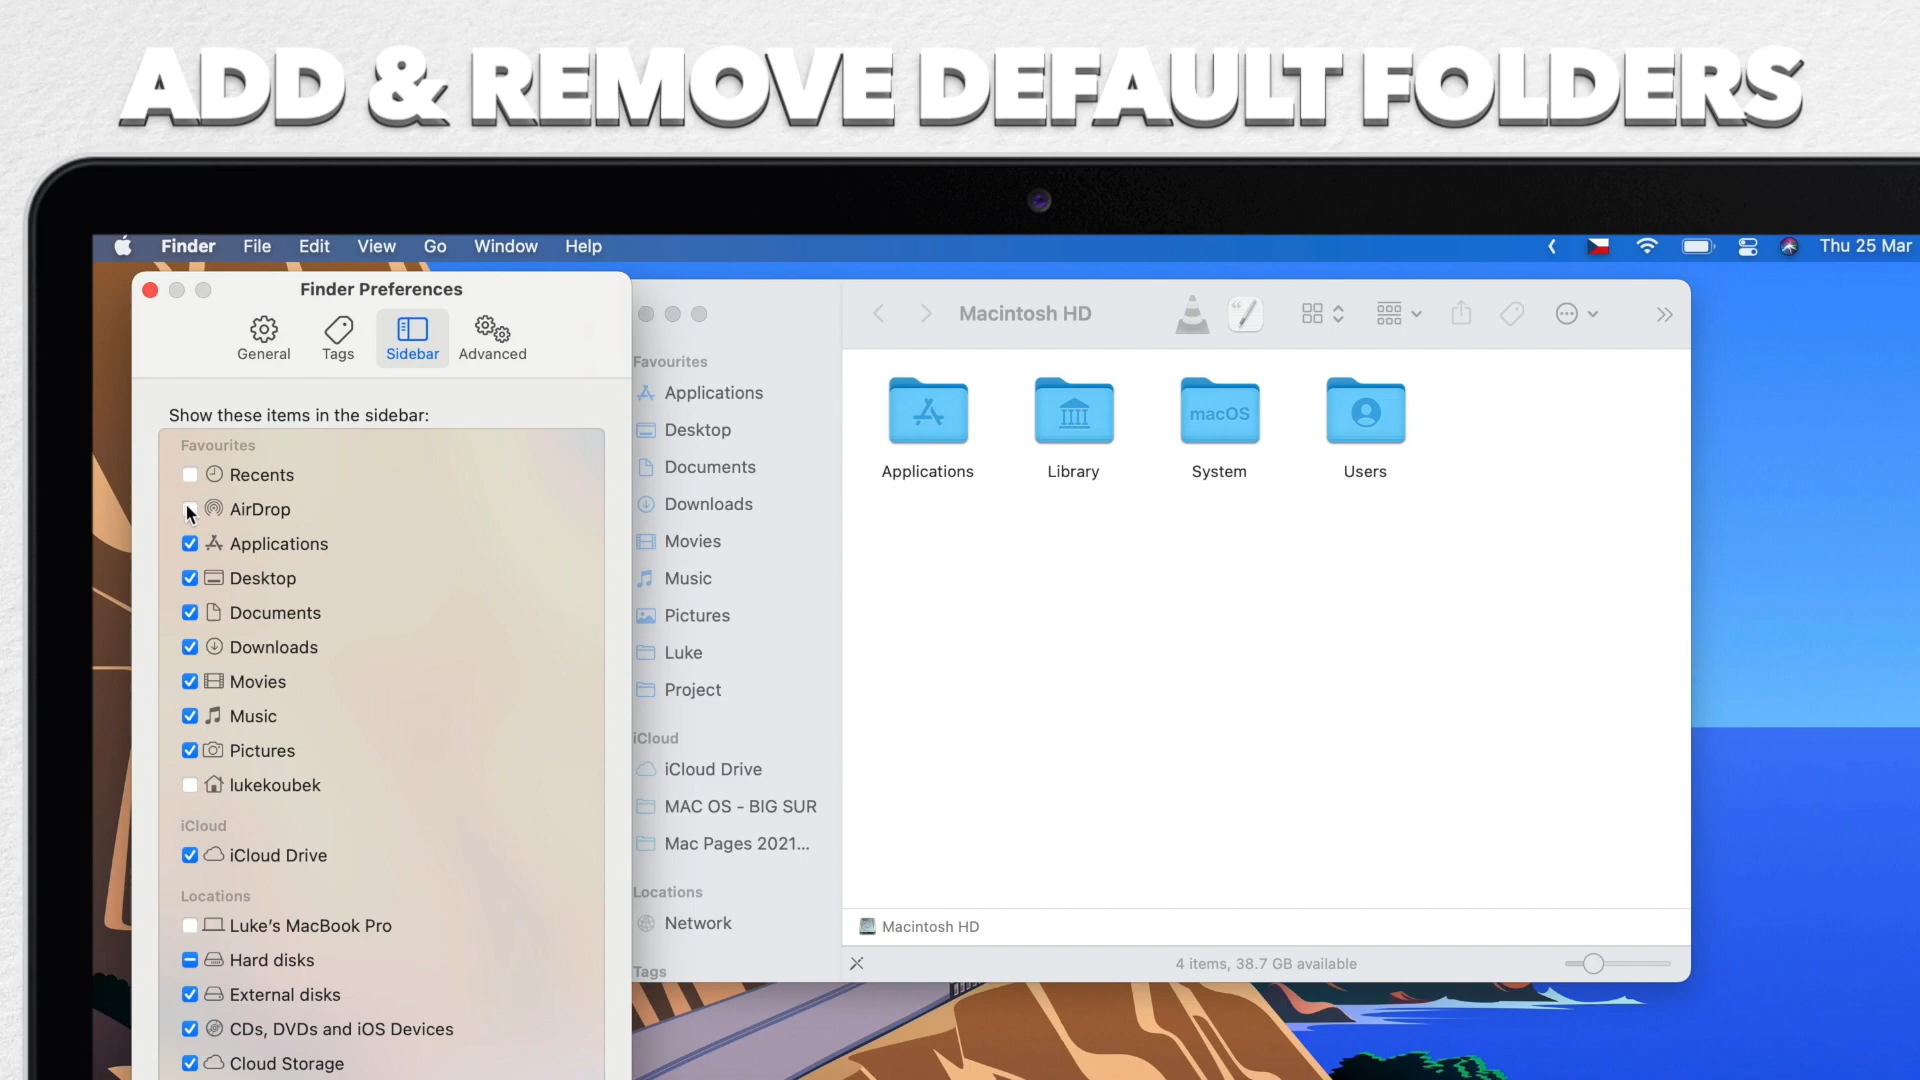 ADD & REMOVE DEFAULT FOLDERS
Finder File Edit View Go Window Help
Thu 25 Mar
Finder Preferences
General Tags Sidebar Advanced
Show these items in the sidebar:
Favourites
Recents
AirDrop
Applications
Desktop
Documents
Downloads
Movies
Music
Pictures
lukekoubek
iCloud
iCloud Drive
Locations
Luke's MacBook Pro
Hard disks
External disks
CDs, DVDs and iOS Devices
Cloud Storage
Favourites
Applications
Desktop
Documents
Downloads
Movies
Music
Pictures
Luke
Project
iCloud
iCloud Drive
MAC OS - BIG SUR
Mac Pages 2021...
Locations
Network
Tags
Macintosh HD
macOS
Applications Library System Users
Macintosh HD
4 items, 38.7 GB available